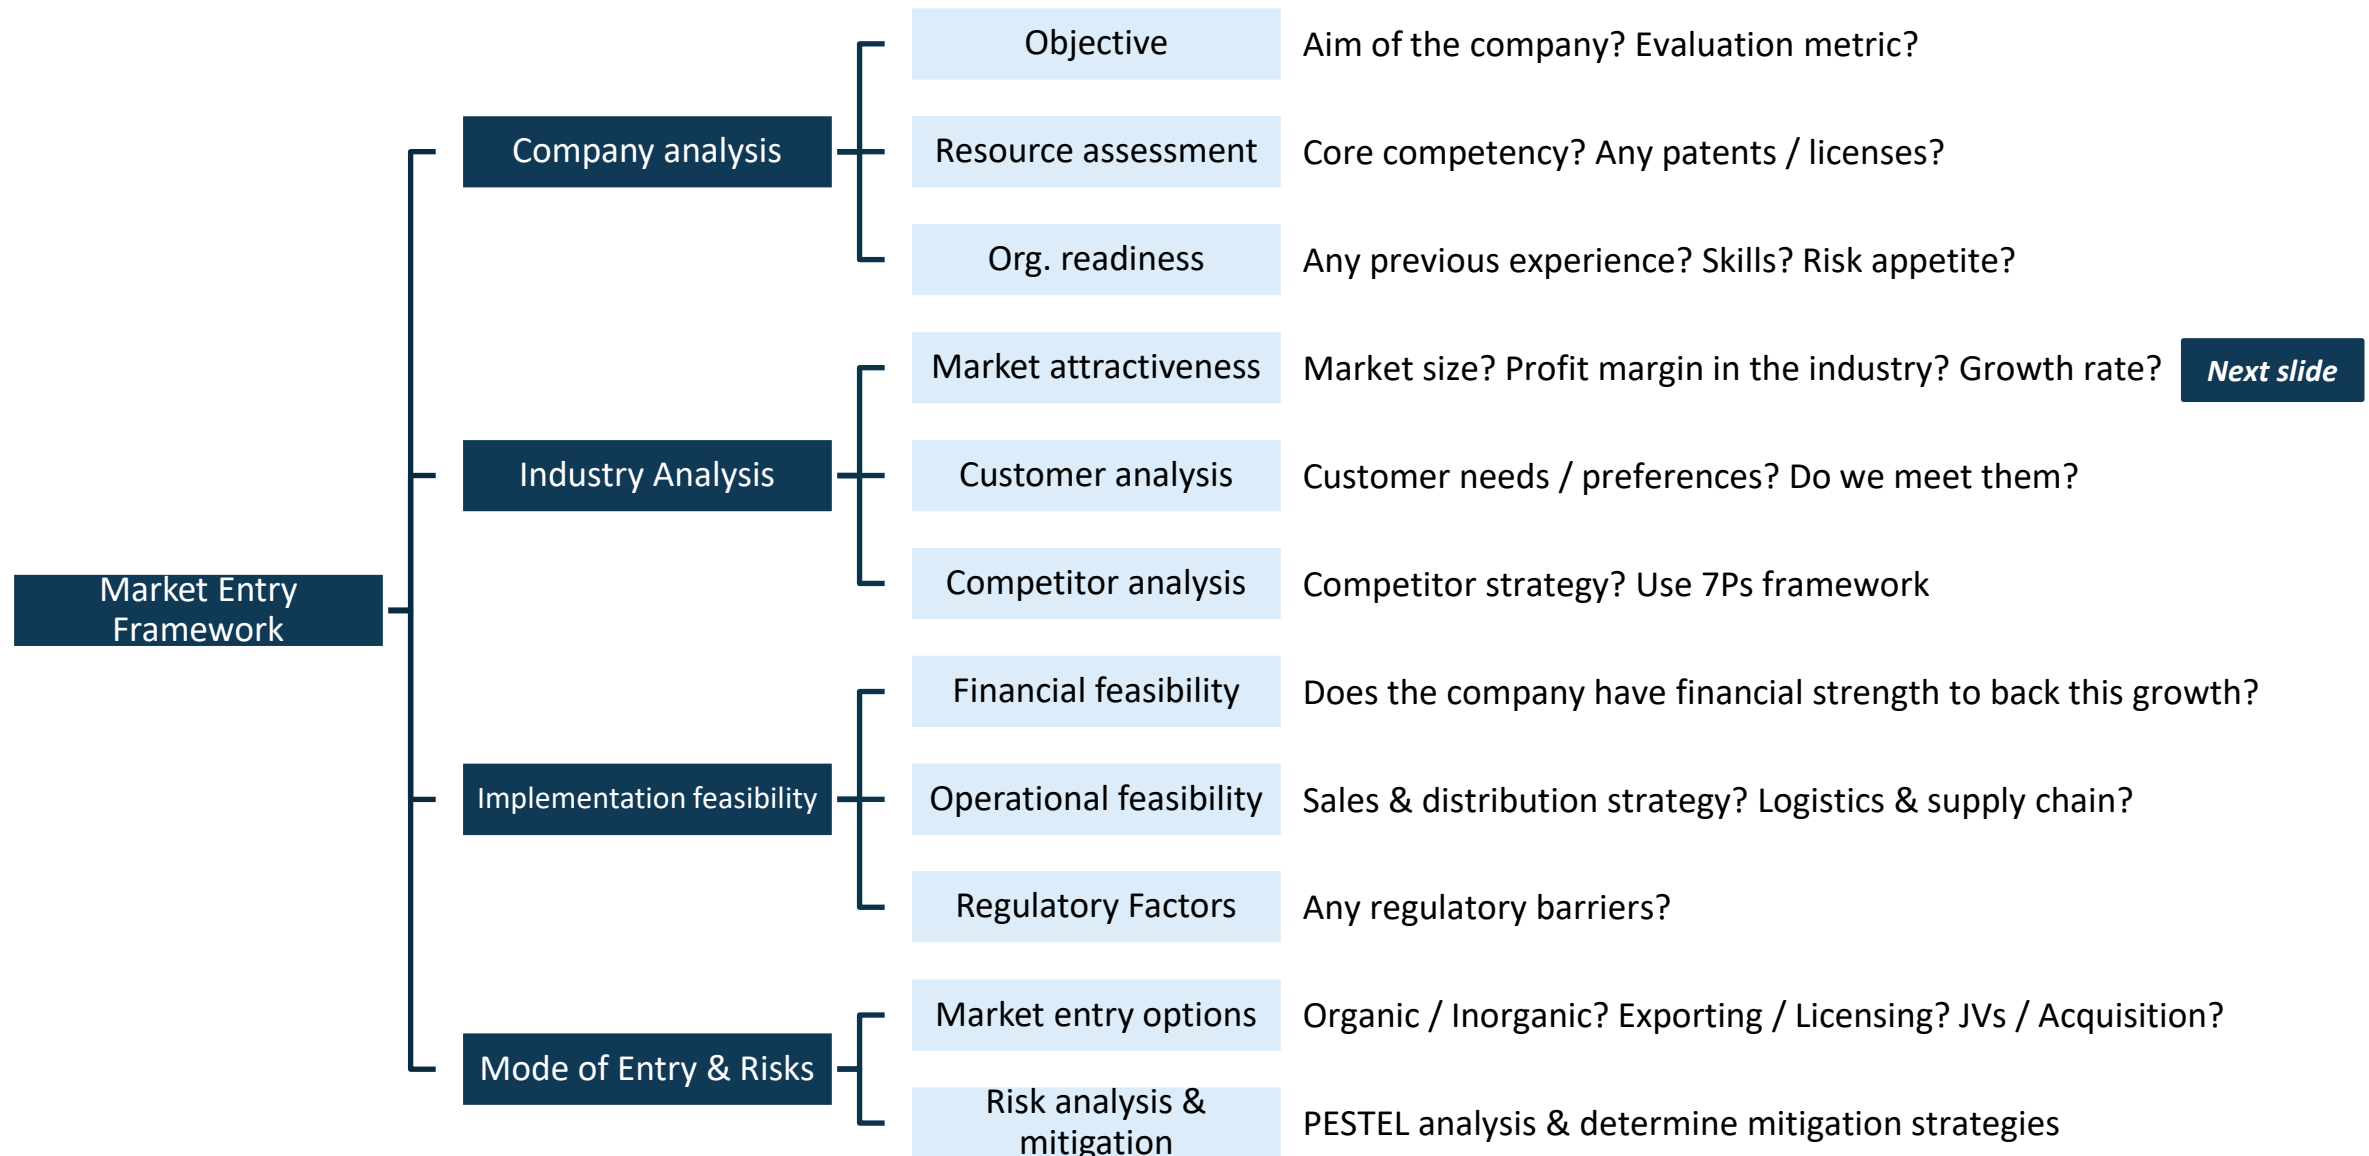 Objective
Aim of the company? Evaluation metric?
Company analysis
Resource assessment
Core competency? Any patents / licenses?
Org. readiness
Any previous experience? Skills? Risk appetite?
Market attractiveness
Market size? Profit margin in the industry? Growth rate?
Next slide
Industry Analysis
Customer analysis
Customer needs / preferences? Do we meet them?
Competitor analysis
Competitor strategy? Use 7Ps framework
Market Entry
Framework
Financial feasibility
Does the company have financial strength to back this growth?
Implementation feasibility
Operational feasibility
Sales & distribution strategy? Logistics & supply chain?
Regulatory Factors
Any regulatory barriers?
Market entry options
Organic / Inorganic? Exporting / Licensing? JVs / Acquisition?
Mode of Entry & Risks
Risk analysis &
mitigation
PESTEL analysis & determine mitigation strategies